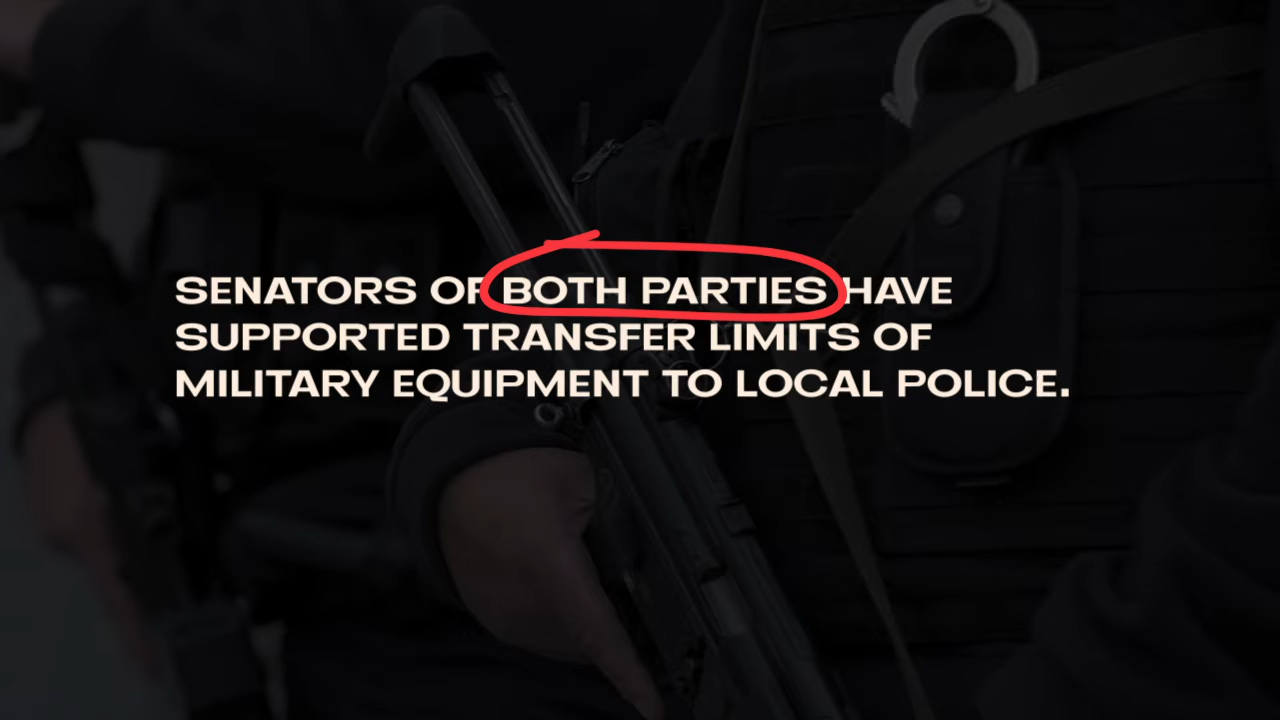 SENATORS OF BOTH PARTIES HAVE
SUPPORTED TRANSFER LIMITS OF
MILITARY EQUIPMENT TO LOCAL POLICE.